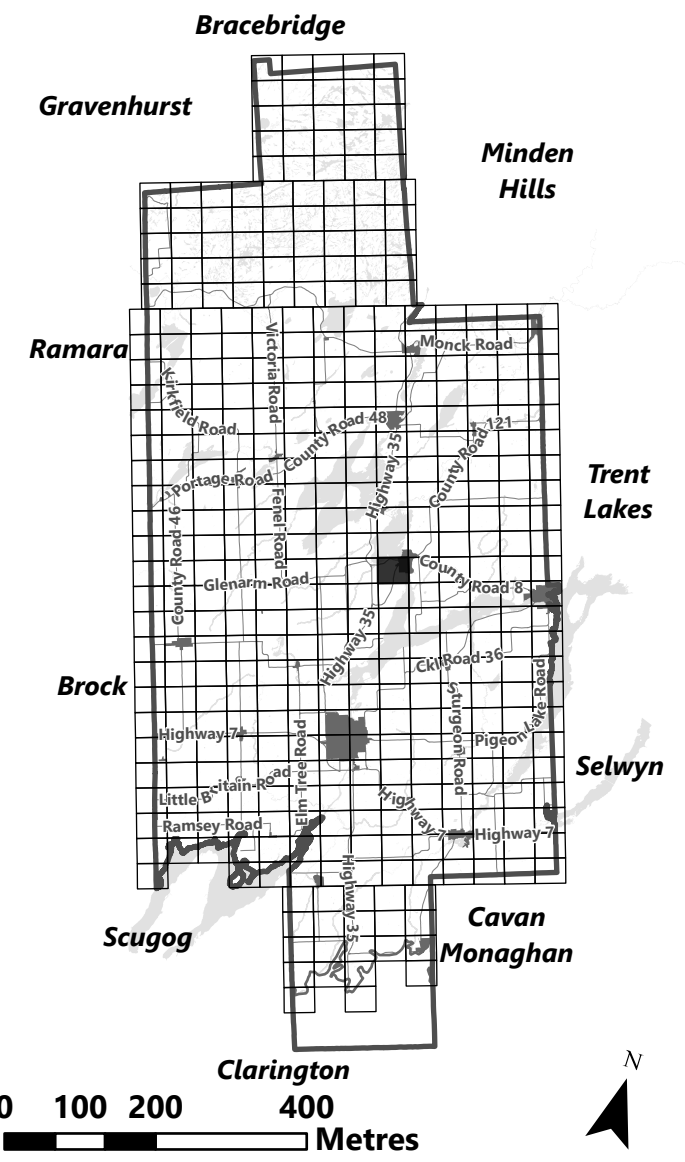 Bracebridge
Gravenhurst
Minden
Hills
Ramara
Monck Road
Victoria Road
Kirkfield Road
County Road 48
Highway 35
County Road 121
Portage Road
Trent
Lakes
Fenel Road
County Road 46
Glenarm Road
County Road 8
Highway 35
Ckl Road 36
Brock
Sturgeon Road
Pigeon Lake Road
Highway 7
Elm Tree Road
Selwyn
Little Britain Road
Highway 7
Ramsey Road
Highway 7
Highway 35
Scugog
Cavan
Monaghan
Clarington
N
0 100 200 400
Metres